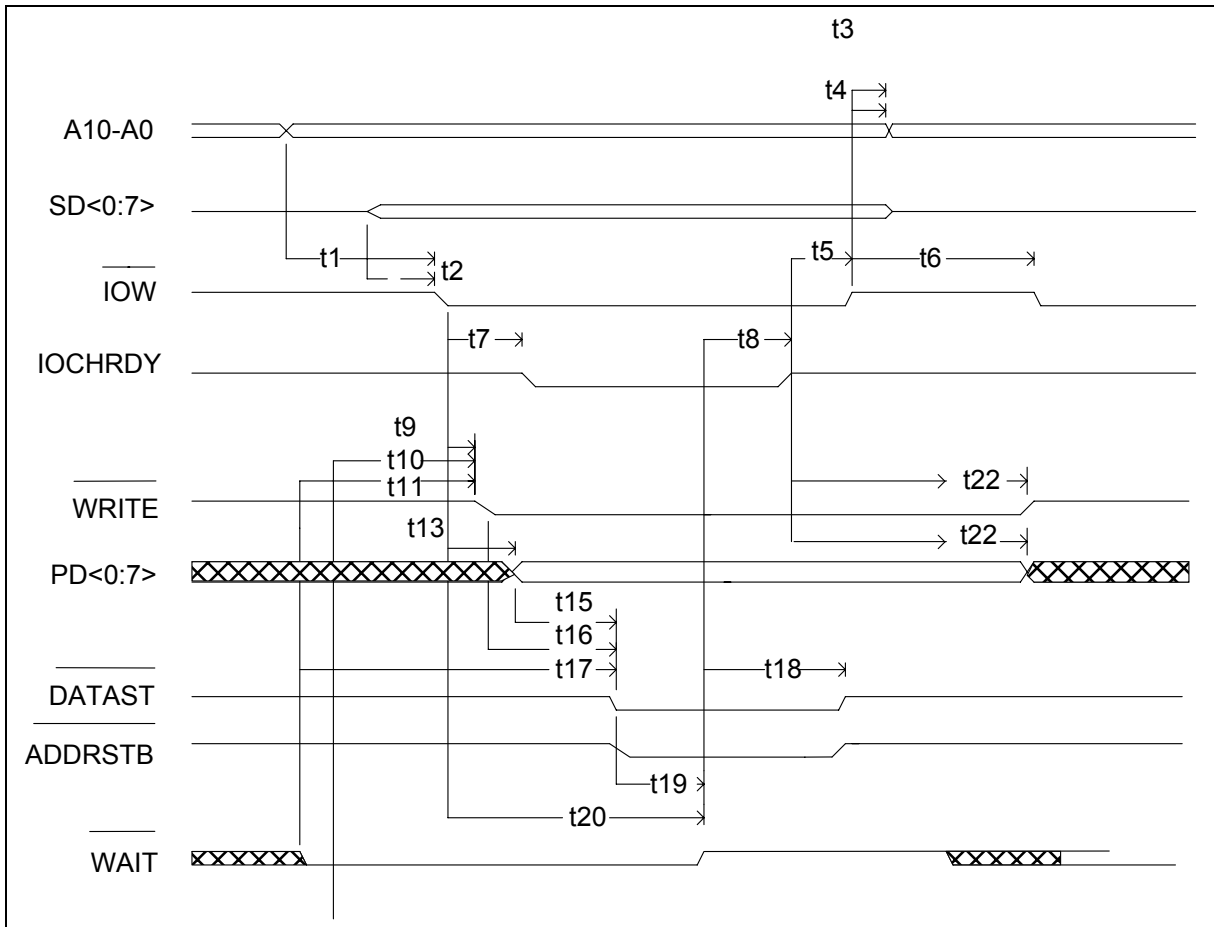 t3
t4
A10-A0
SD<0:7>
t5
t1
t2
t6
IOW
t7
t8
IOCHRDY
t9
t10
t11
t22
WRITE
t13
t22
PD<0:7>
t15
t16
t17
t18
DATAST
ADDRSTB
t19
t20
WAIT